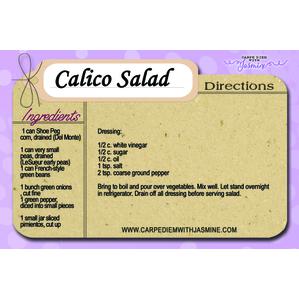 CARPE DIEM
WITH
Jasmine
Calico Salad
Directions
Ingredients
1 can Shoe Peg
corn, drained (Del Monte)
1 can very small
peas, drained
(LeSueur early peas)
1 can French-style
green beans
1 bunch green onions
, cut fine
1 green pepper,
diced into small pieces
1 small jar sliced
pimientos, cut up
Dressing:
1/2 c. white vinegar
1/2 c. sugar
1/2 c. oil
1 tsp. salt
2 tsp. coarse ground pepper
Bring to boil and pour over vegetables. Mix well. Let stand overnight
in refrigerator. Drain off all dressing before serving salad.
WWW.CARPEDIEMWITHJASMINE.COM